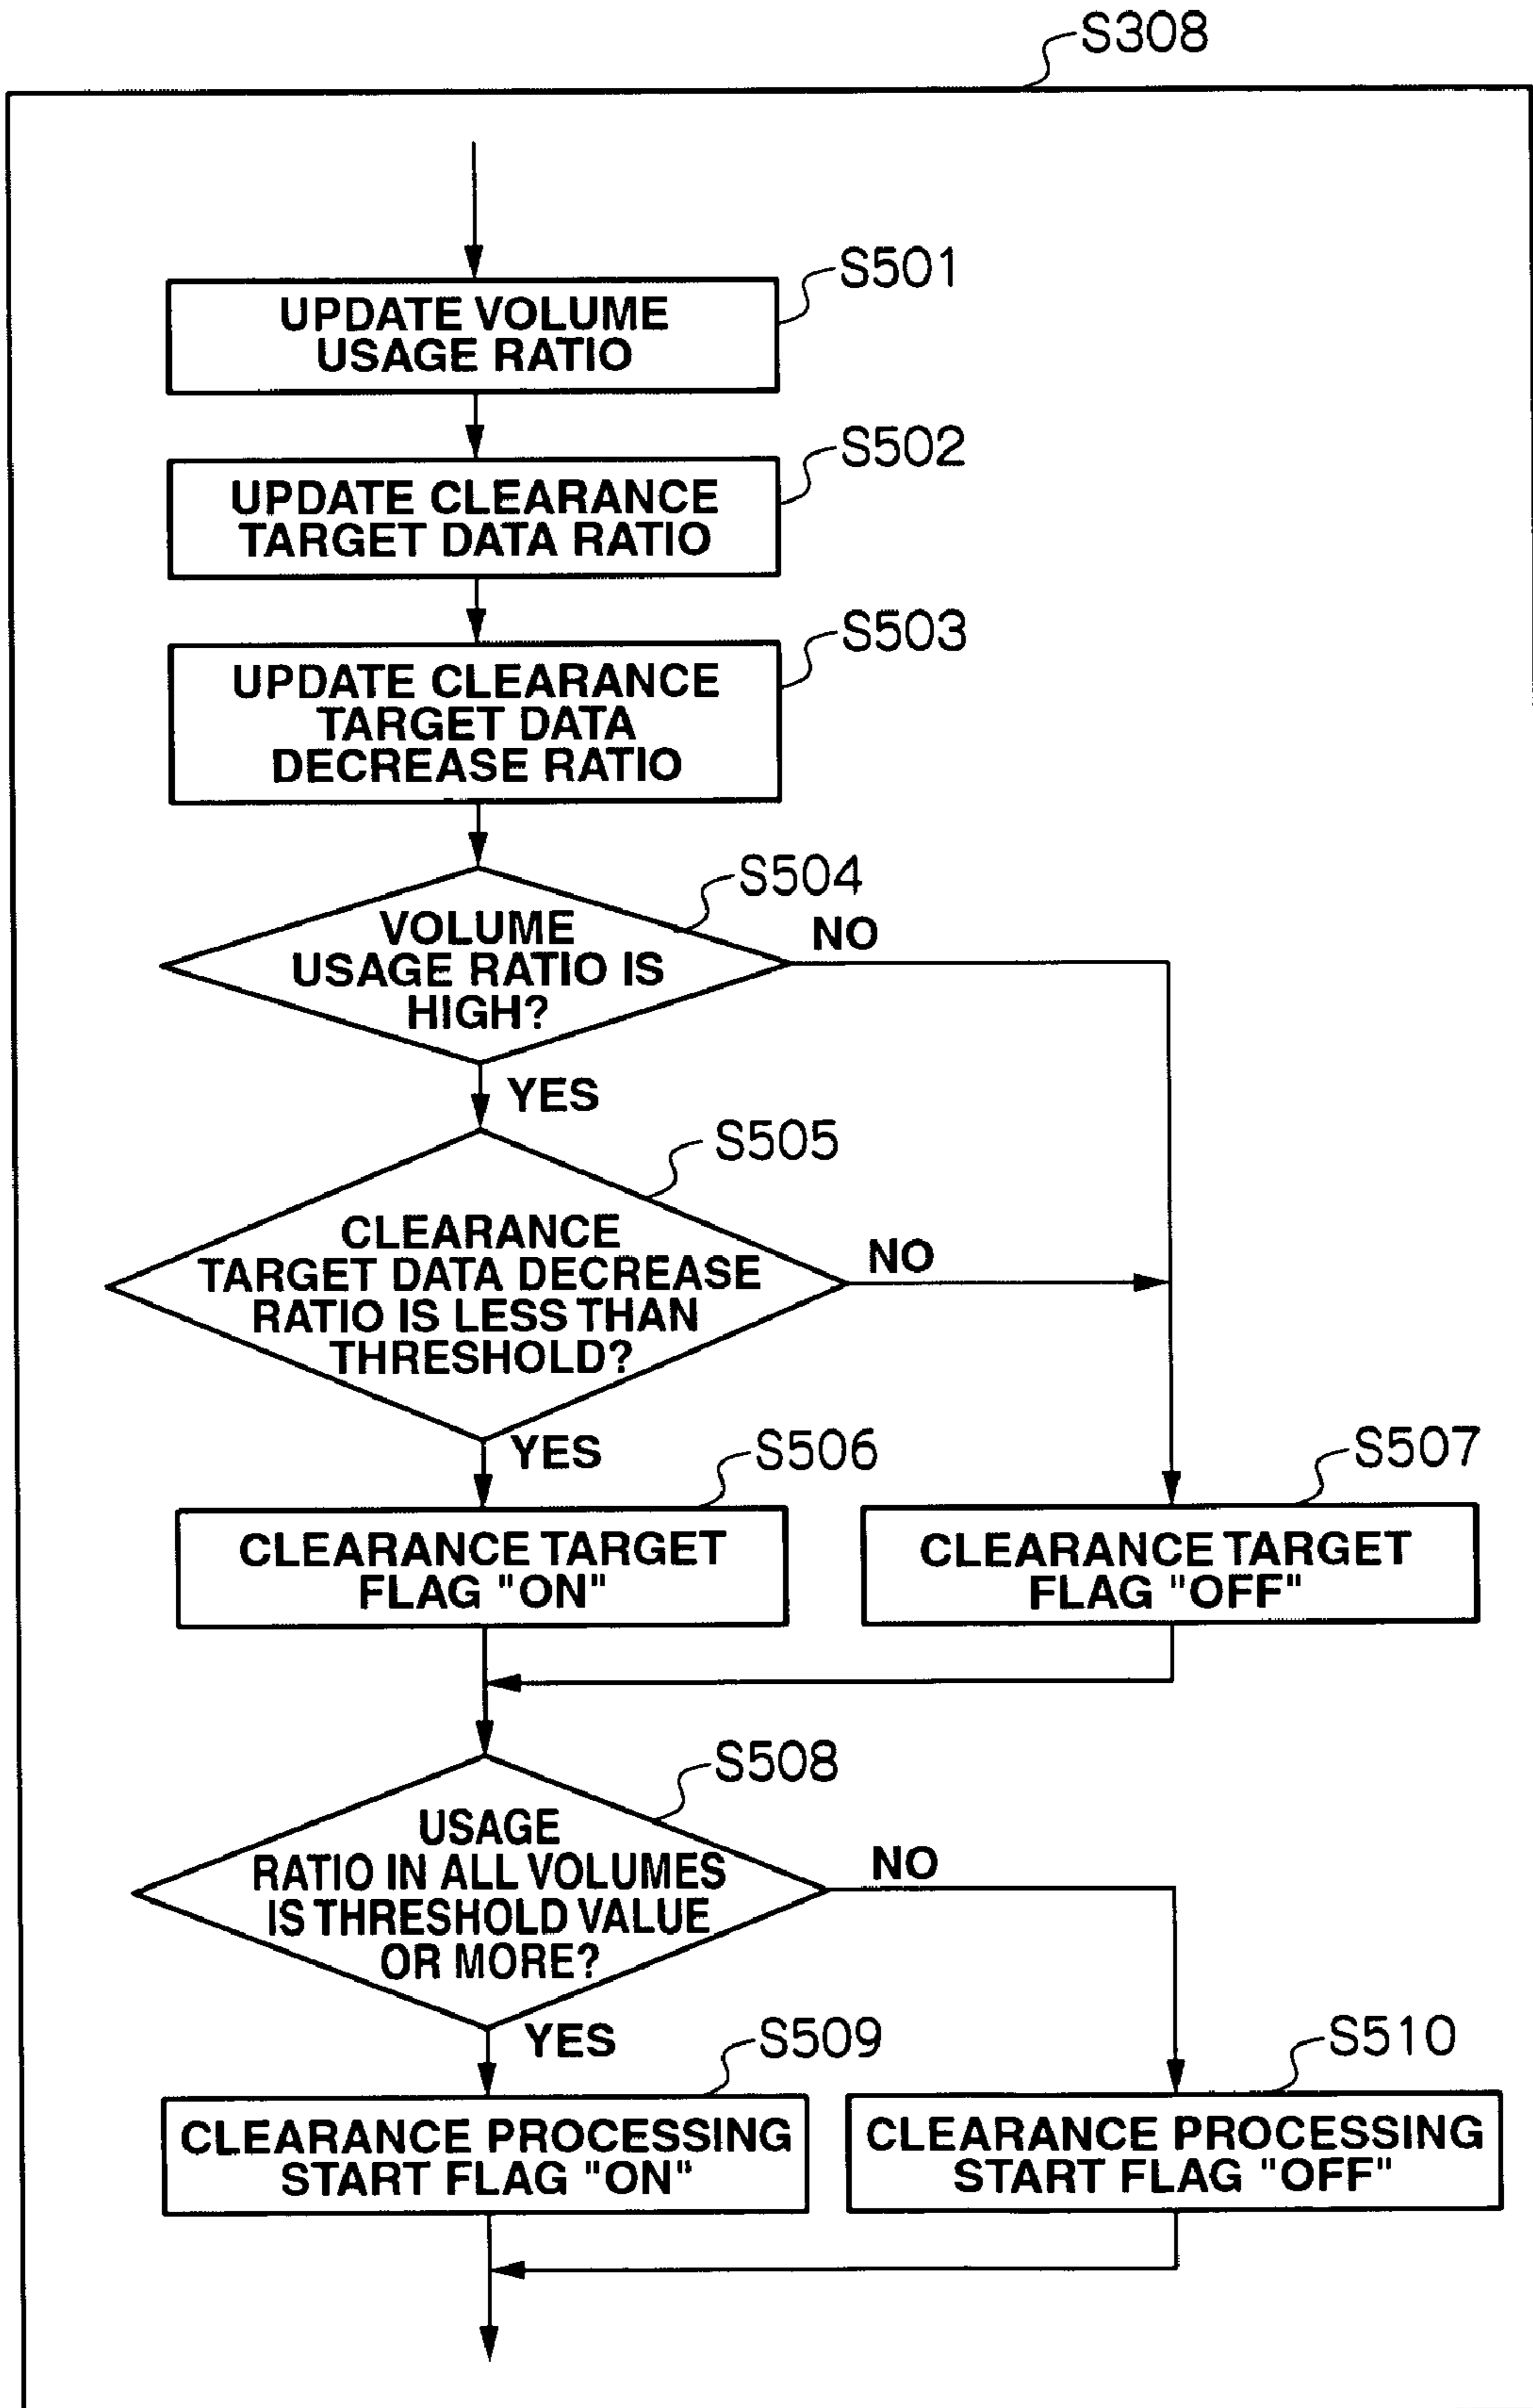 S308
S501
UPDATE VOLUME
USAGE RATIO
S502
UPDATE CLEARANCE
TARGET DATA RATIO
S503
UPDATE CLEARANCE
TARGET DATA
DECREASE RATIO
S504
VOLUME
USAGE RATIO IS
HIGH?
NO
YES
S505
CLEARANCE
TARGET DATA DECREASE
RATIO IS LESS THAN
THRESHOLD?
NO
YES
S506
CLEARANCE TARGET
FLAG "ON"
S507
CLEARANCE TARGET
FLAG "OFF"
S508
USAGE
RATIO IN ALL VOLUMES
IS THRESHOLD VALUE
OR MORE?
NO
YES
S509
CLEARANCE PROCESSING
START FLAG "ON"
S510
CLEARANCE PROCESSING
START FLAG "OFF"